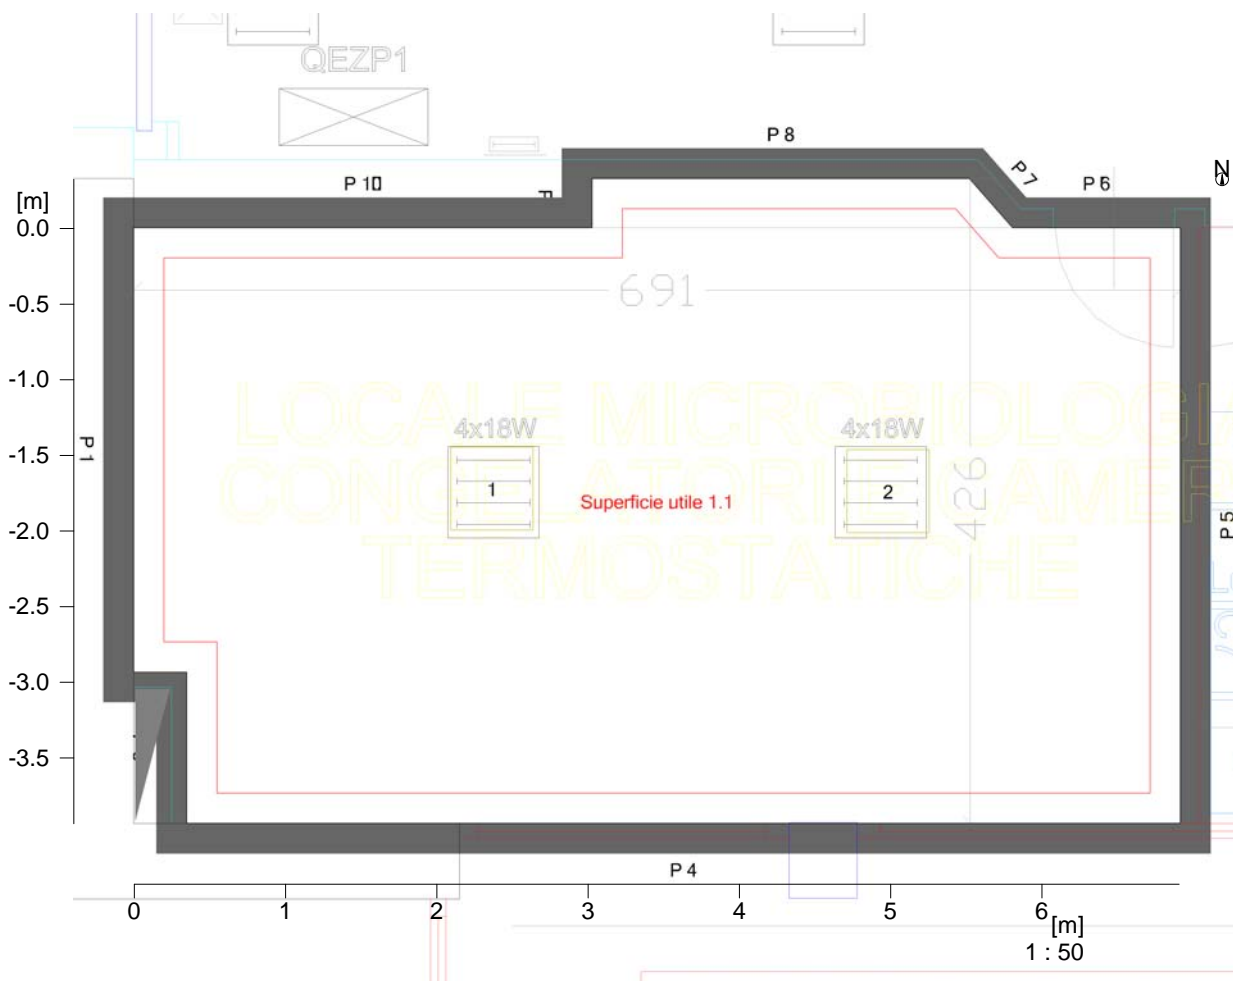 QEZP1
P 8
P 7
P 6
N
P 10
[m]
0.0
-0.5
-1.0
-1.5
-2.0
-2.5
-3.0
-3.5
691
LOCALE MICROBIOLOGIA
CONGELATORI E CAMER
TERMOSTATICHE
4x18W
4x18W
1
2
Superficie utile 1.1
426
P 1
P 5
P 4
0
1
2
3
4
5
6
[m]
1 : 50